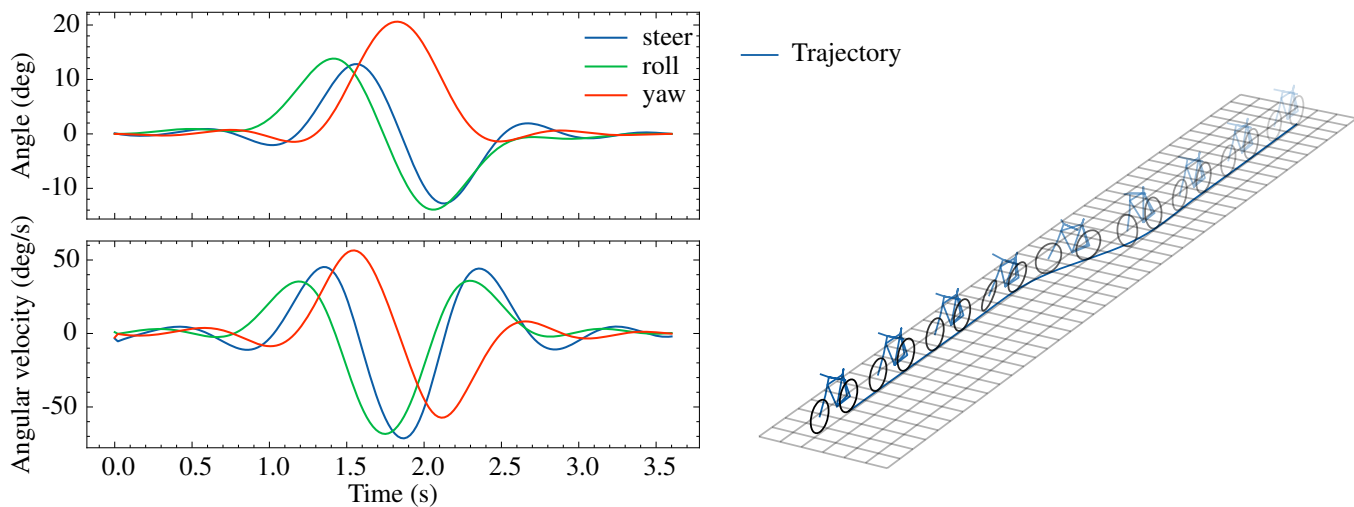 Angle (deg)
20
10
0
-10
steer
roll
yaw
Angular velocity (deg/s)
50
0
-50
0.0 0.5 1.0 1.5 2.0 2.5 3.0 3.5
Time (s)
Trajectory